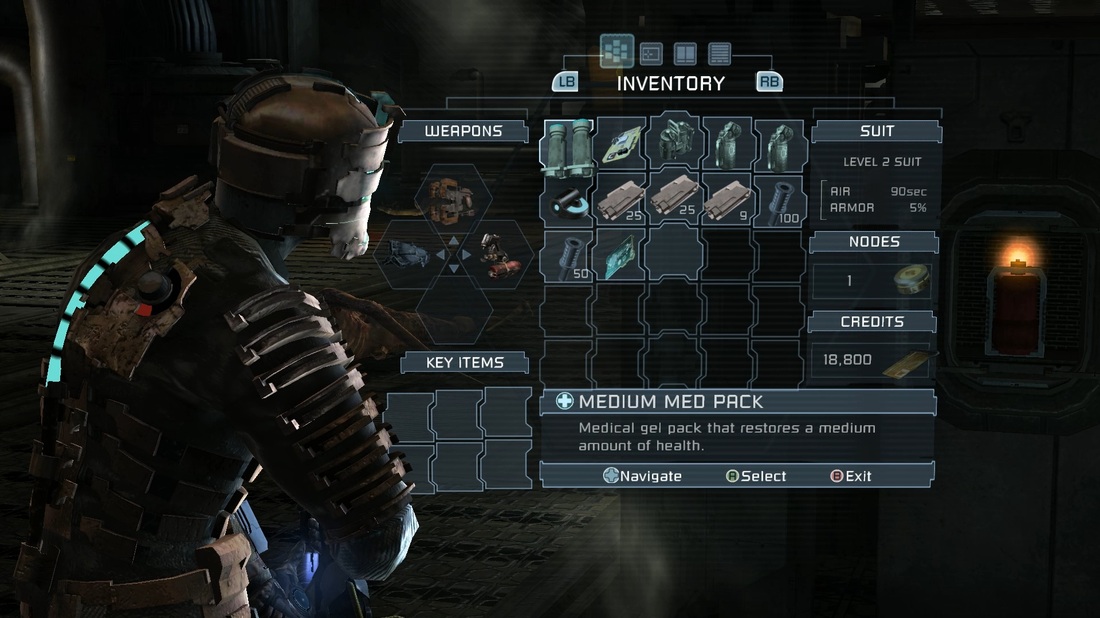 LB
INVENTORY
RB
WEAPONS
SUIT
LEVEL 2 SUIT
AIR 90sec
ARMOR 5%
25
25
9
100
NODES
50
1
CREDITS
18,800
KEY ITEMS
MEDIUM MED PACK
Medical gel pack that restores a medium
amount of health.
Navigate
A Select
B Exit